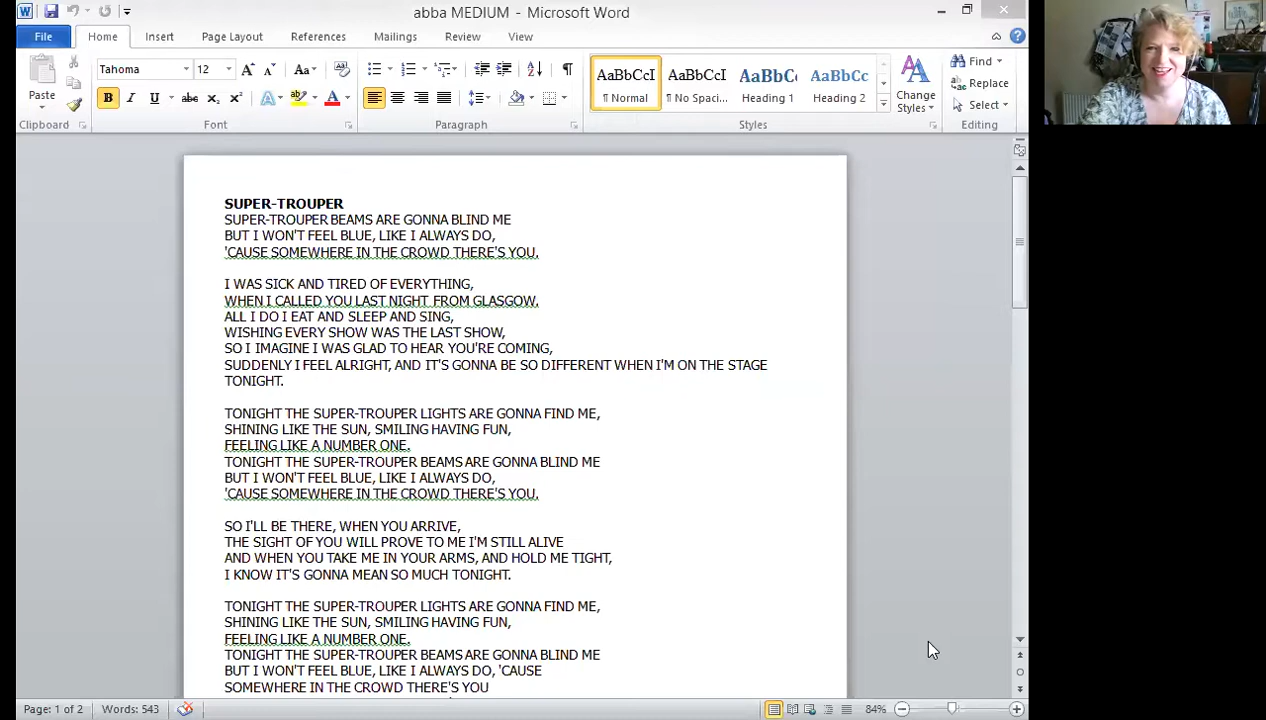 abba MEDIUM - Microsoft Word
File Home Insert Page Layout References Mailings Review View
Tahoma 12
Paste
Clipboard Font Paragraph Styles Editing
AaBbCcI AaBbCcI AaBbC AaBbCc
¶ Normal ¶ No Spaci... Heading 1 Heading 2
Change Styles
Find
Replace
Select
SUPER-TROUPER
SUPER-TROUPER BEAMS ARE GONNA BLIND ME
BUT I WON'T FEEL BLUE, LIKE I ALWAYS DO,
'CAUSE SOMEWHERE IN THE CROWD THERE'S YOU.
I WAS SICK AND TIRED OF EVERYTHING,
WHEN I CALLED YOU LAST NIGHT FROM GLASGOW.
ALL I DO I EAT AND SLEEP AND SING,
WISHING EVERY SHOW WAS THE LAST SHOW,
SO I IMAGINE I WAS GLAD TO HEAR YOU'RE COMING,
SUDDENLY I FEEL ALRIGHT, AND IT'S GONNA BE SO DIFFERENT WHEN I'M ON THE STAGE
TONIGHT.
TONIGHT THE SUPER-TROUPER LIGHTS ARE GONNA FIND ME,
SHINING LIKE THE SUN, SMILING HAVING FUN,
FEELING LIKE A NUMBER ONE.
TONIGHT THE SUPER-TROUPER BEAMS ARE GONNA BLIND ME
BUT I WON'T FEEL BLUE, LIKE I ALWAYS DO,
'CAUSE SOMEWHERE IN THE CROWD THERE'S YOU.
SO I'LL BE THERE, WHEN YOU ARRIVE,
THE SIGHT OF YOU WILL PROVE TO ME I'M STILL ALIVE
AND WHEN YOU TAKE ME IN YOUR ARMS, AND HOLD ME TIGHT,
I KNOW IT'S GONNA MEAN SO MUCH TONIGHT.
TONIGHT THE SUPER-TROUPER LIGHTS ARE GONNA FIND ME,
SHINING LIKE THE SUN, SMILING HAVING FUN,
FEELING LIKE A NUMBER ONE.
TONIGHT THE SUPER-TROUPER BEAMS ARE GONNA BLIND ME
BUT I WON'T FEEL BLUE, LIKE I ALWAYS DO, 'CAUSE
SOMEWHERE IN THE CROWD THERE'S YOU
Page: 1 of 2 Words: 543 84%